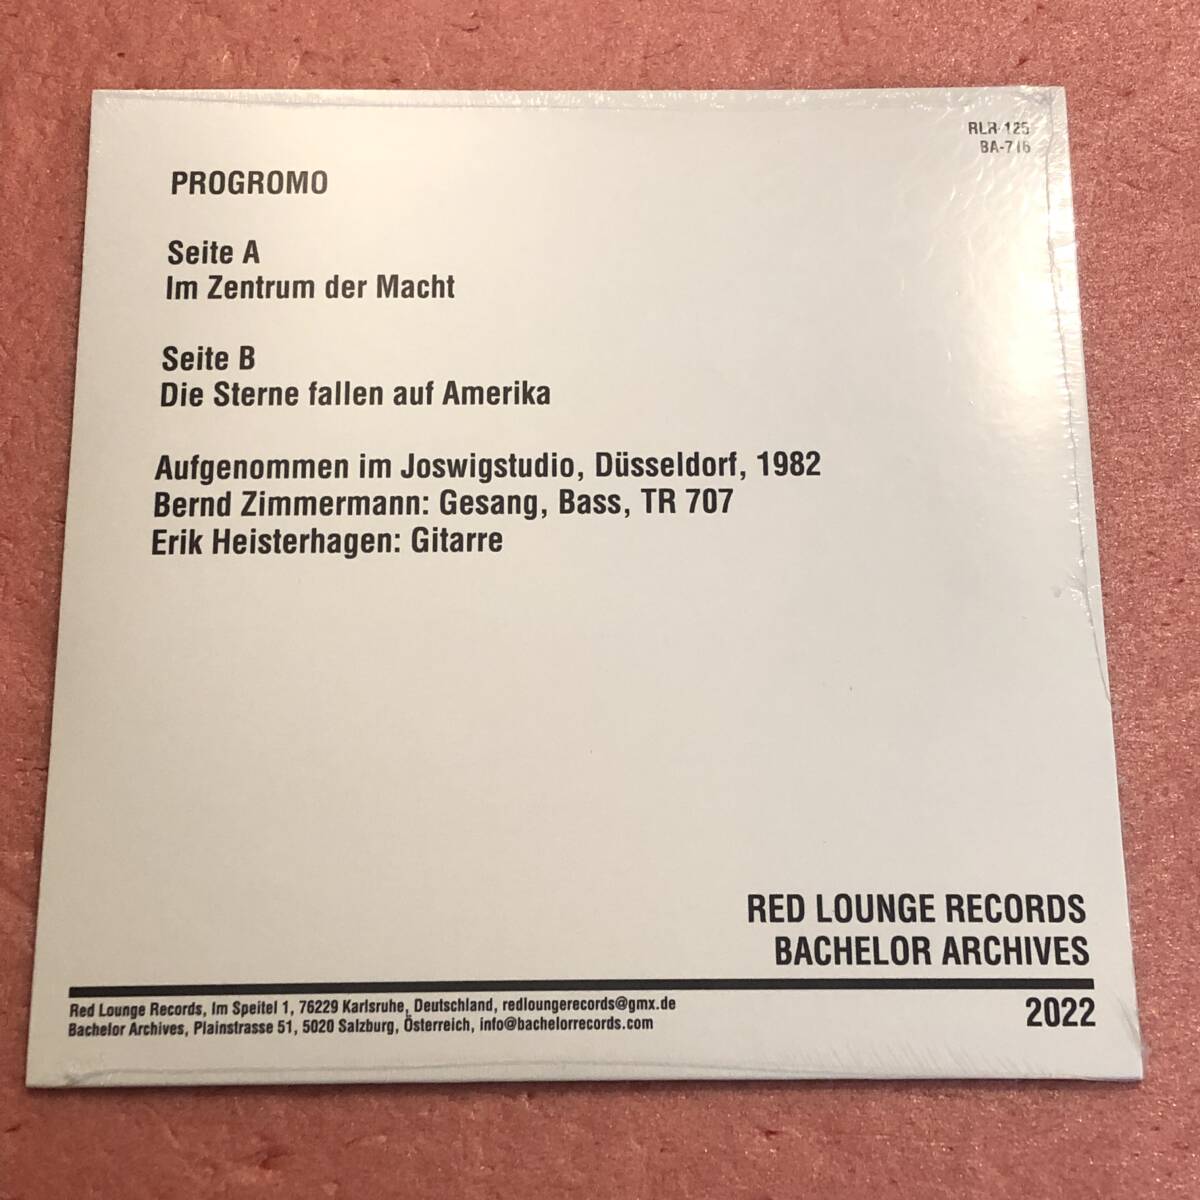 RLR-125
BA-716
PROGROMO
Seite A
Im Zentrum der Macht
Seite B
Die Sterne fallen auf Amerika
Aufgenommen im Joswigstudio, Düsseldorf, 1982
Bernd Zimmermann: Gesang, Bass, TR 707
Erik Heisterhagen: Gitarre
RED LOUNGE RECORDS
BACHELOR ARCHIVES
Red Lounge Records, Im Speitel 1, 76229 Karlsruhe, Deutschland, redloungerecords@gmx.de
Bachelor Archives, Plainstrasse 51, 5020 Salzburg, Österreich, info@bachelorrecords.com
2022